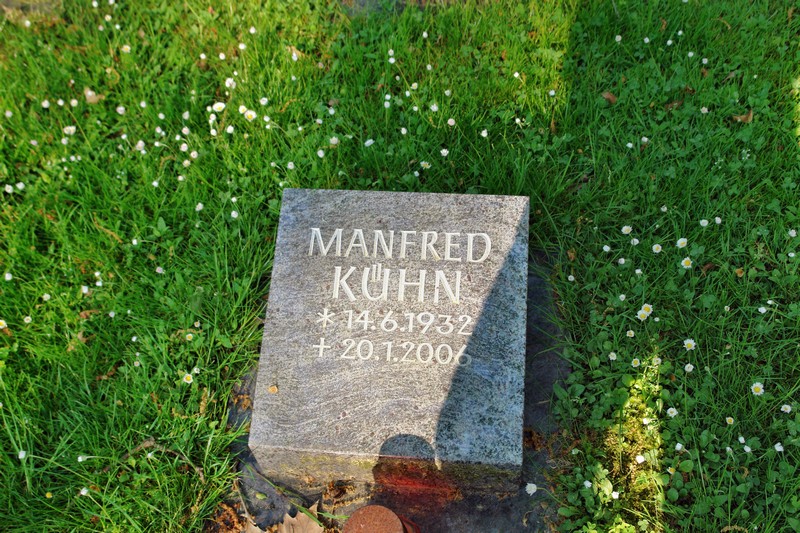 MANFRED
KÜHN
* 14.6.1932
+ 20.1.2006